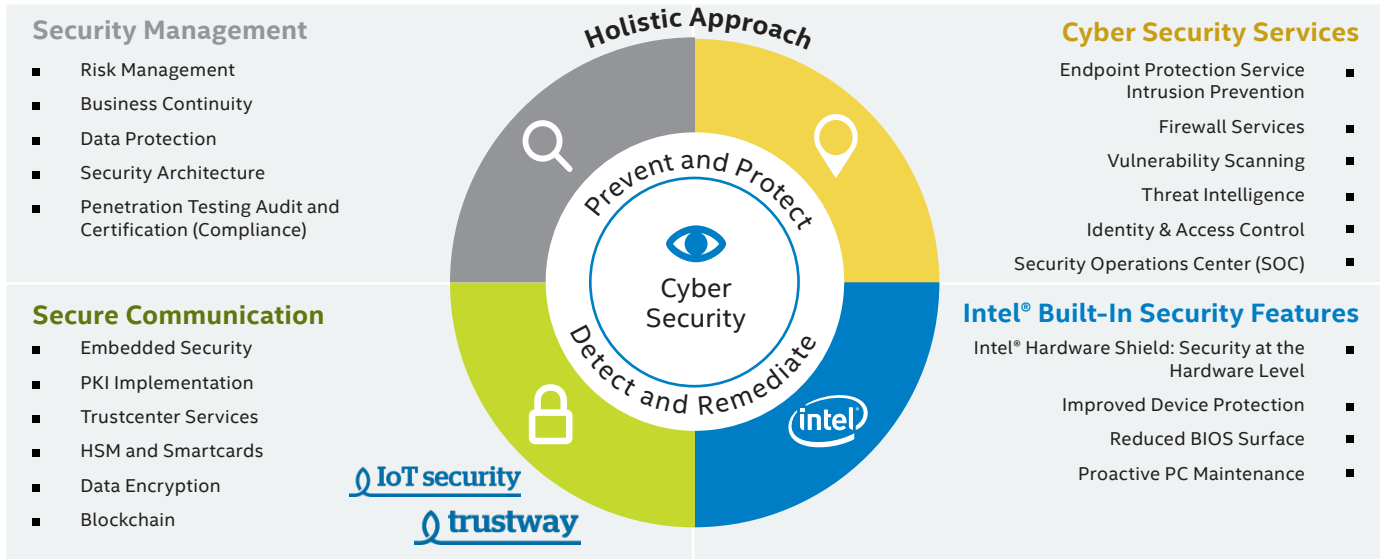 Holistic Approach
Security Management
Risk Management
Business Continuity
Data Protection
Security Architecture
Penetration Testing Audit and
Certification (Compliance)
Cyber Security Services
Endpoint Protection Service
Intrusion Prevention
Firewall Services
Vulnerability Scanning
Threat Intelligence
Identity & Access Control
Security Operations Center (SOC)
Prevent and Protect
Cyber
Security
Detect and Remediate
Secure Communication
Embedded Security
PKI Implementation
Trustcenter Services
HSM and Smartcards
Data Encryption
Blockchain
IoT security
trustway
intel
Intel® Built-In Security Features
Intel® Hardware Shield: Security at the
Hardware Level
Improved Device Protection
Reduced BIOS Surface
Proactive PC Maintenance